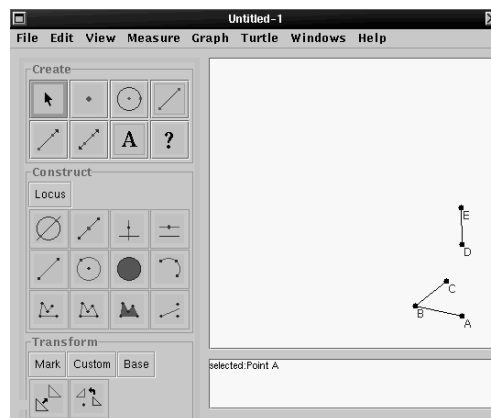 Untitled-1
File Edit View Measure Graph Turtle Windows Help
Create
A ?
Construct
Locus
E
D
C
B
A
Transform
Mark Custom Base
selected:Point A